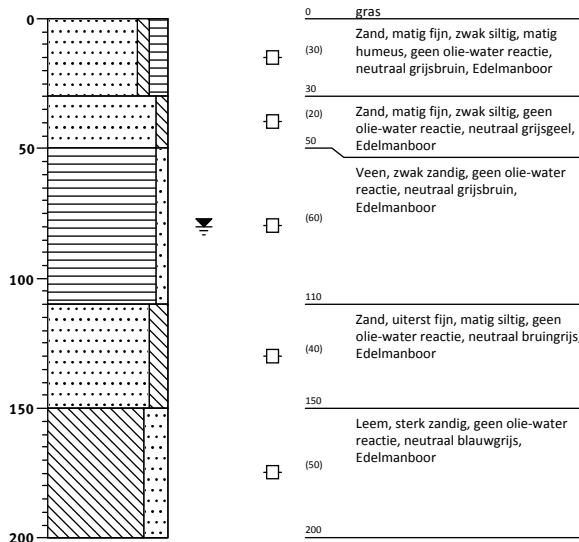 0
50
100
150
200
0
gras
(30)
Zand, matig fijn, zwak siltig, matig
humeus, geen olie-water reactie,
neutraal grijsbruin, Edelmanboor
30
(20)
Zand, matig fijn, zwak siltig, geen
olie-water reactie, neutraal grijsgeel,
Edelmanboor
50
Veen, zwak zandig, geen olie-water
reactie, neutraal grijsbruin,
Edelmanboor
(60)
110
Zand, uiterst fijn, matig siltig, geen
olie-water reactie, neutraal bruingrijs,
Edelmanboor
(40)
150
Leem, sterk zandig, geen olie-water
reactie, neutraal blauwgrijs,
Edelmanboor
(50)
200